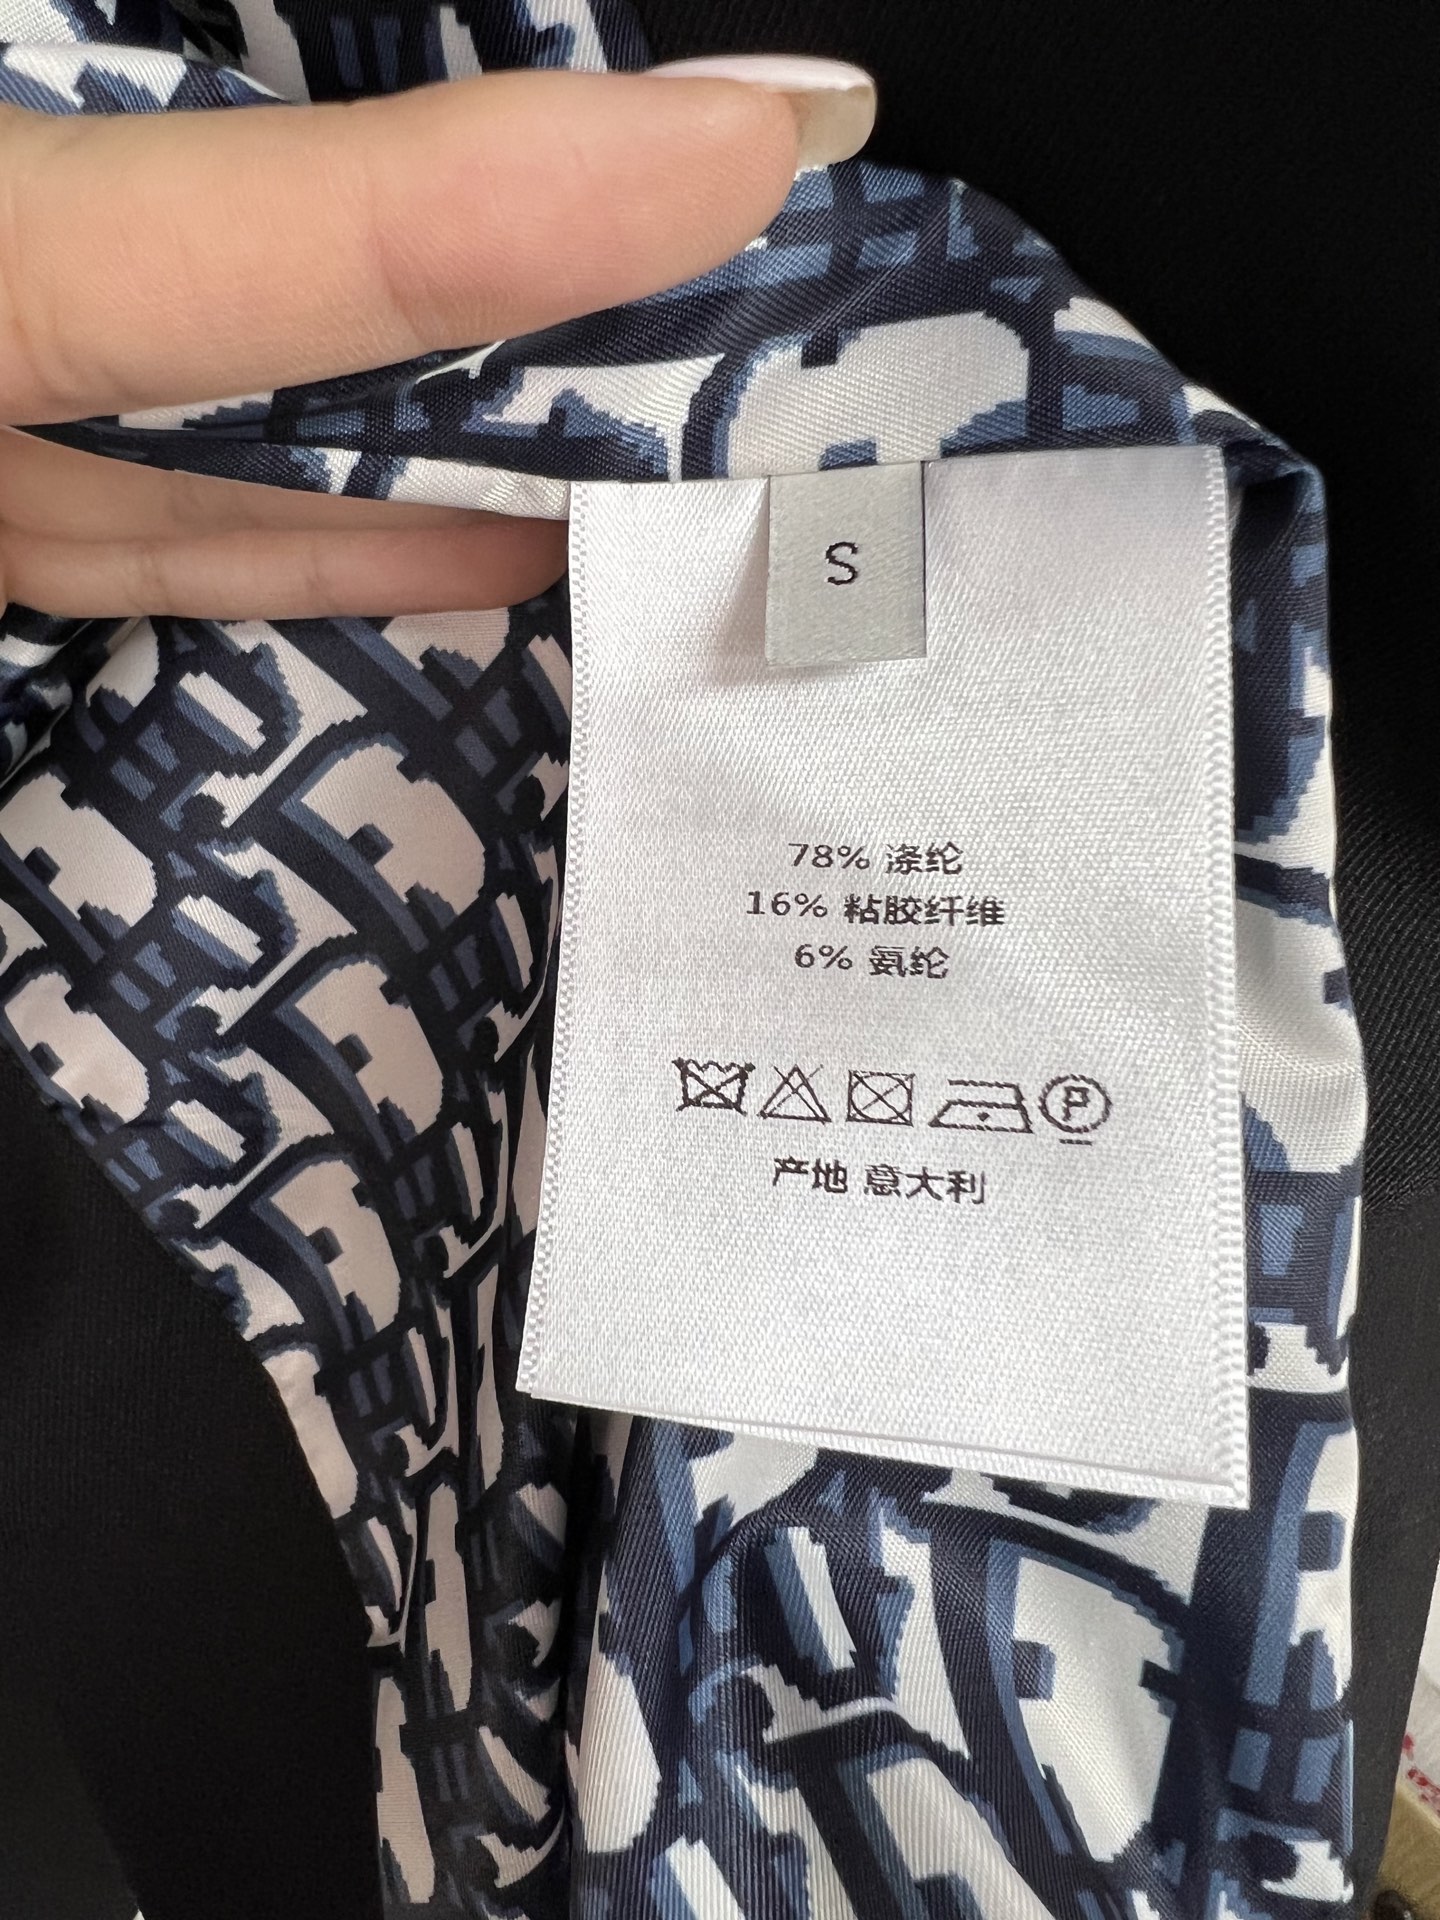 S
78% 涤纶
16% 粘胶纤维
6% 氨纶
P
产地 意大利